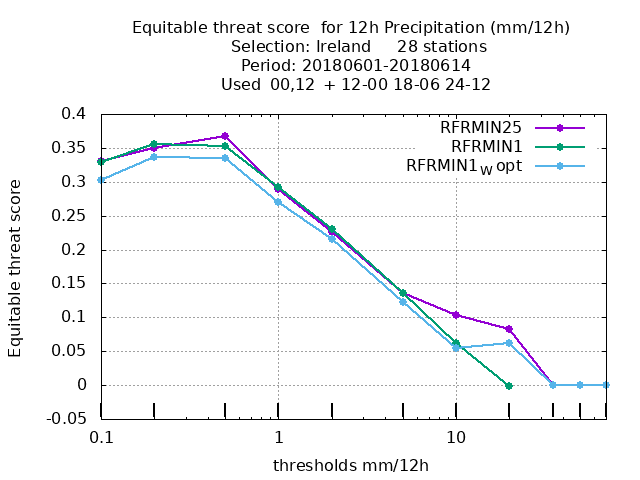 Equitable threat score  for 12h Precipitation (mm/12h)
Selection: Ireland     28 stations
Period: 20180601-20180614
Used  00,12  + 12-00 18-06 24-12
RFRMIN25
RFRMIN1
RFRMIN1W opt
Equitable threat score
0.4
0.35
0.3
0.25
0.2
0.15
0.1
0.05
0
-0.05
0.1 1 10
thresholds mm/12h